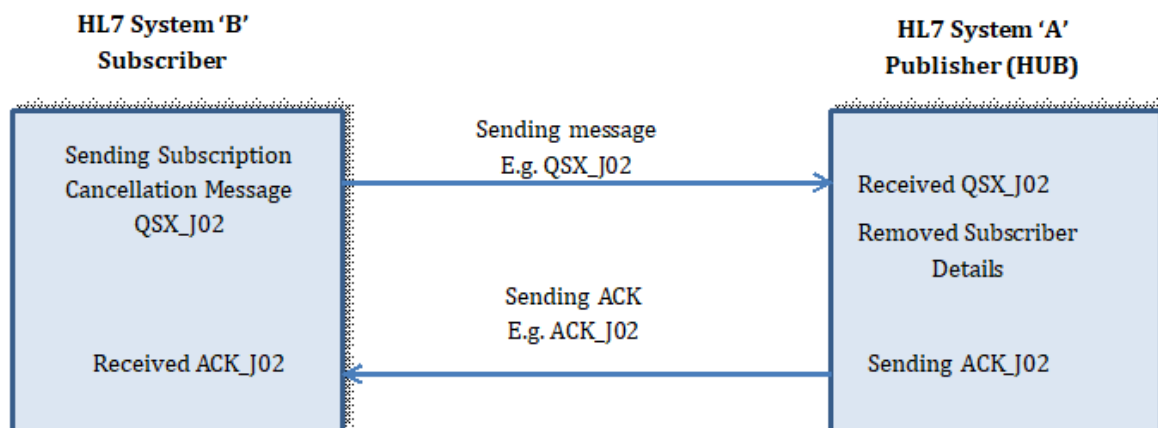 HL7 System ‘B’
Subscriber
HL7 System ‘A’
Publisher (HUB)
Sending Subscription
Cancellation Message
QSX_J02
Sending message
E.g. QSX_J02
Received QSX_J02
Removed Subscriber
Details
Sending ACK
E.g. ACK_J02
Received ACK_J02
Sending ACK_J02